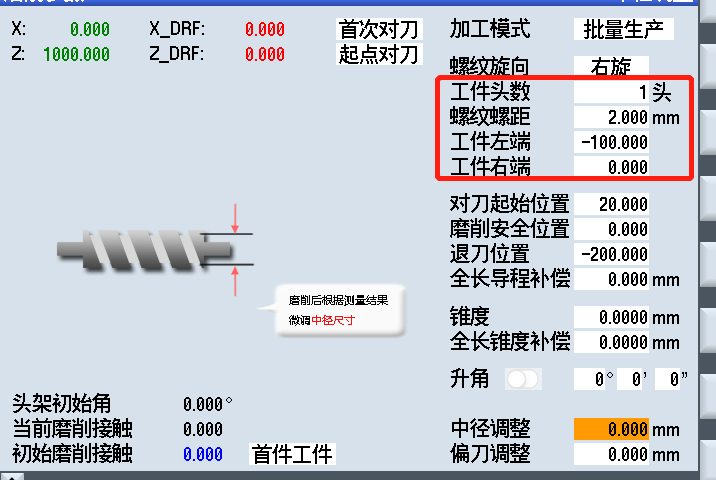 X: 0.000 X_DRF: 0.000 首次对刀 加工模式 批量生产
Z: 1000.000 Z_DRF: 0.000 起点对刀
螺纹旋向 右旋
工件头数 1 头
螺纹螺距 2.000 mm
工件左端 -100.000
工件右端 0.000
对刀起始位置 20.000
磨削安全位置 0.000
退刀位置 -200.000
全长导程补偿 0.000 mm
磨削后根据测量结果
微调中径尺寸
锥度 0.0000 mm
全长锥度补偿 0.0000 mm
升角 0° 0' 0"
头架初始角 0.000°
当前磨削接触 0.000 中径调整 0.000 mm
初始磨削接触 0.000 首件工件 偏刀调整 0.000 mm